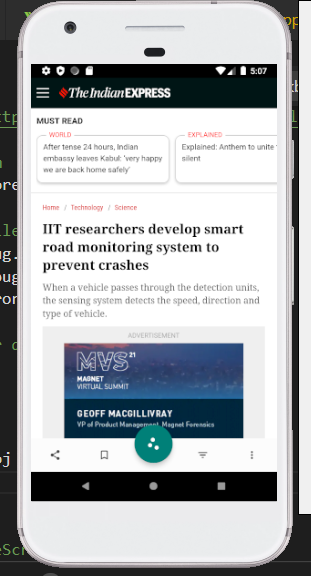 5:07
The Indian EXPRESS
MUST READ
WORLD
After tense 24 hours, Indian
embassy leaves Kabul: 'very happy
we are back home safely'
EXPLAINED
Explained: Anthem to unite
silent
Home / Technology / Science
IIT researchers develop smart
road monitoring system to
prevent crashes
When a vehicle passes through the detection units,
the sensing system detects the speed, direction and
type of vehicle.
ADVERTISEMENT
MVS 21
MAGNET
VIRTUAL SUMMIT
GEOFF MACGILLIVRAY
VP of Product Management, Magnet Forensics